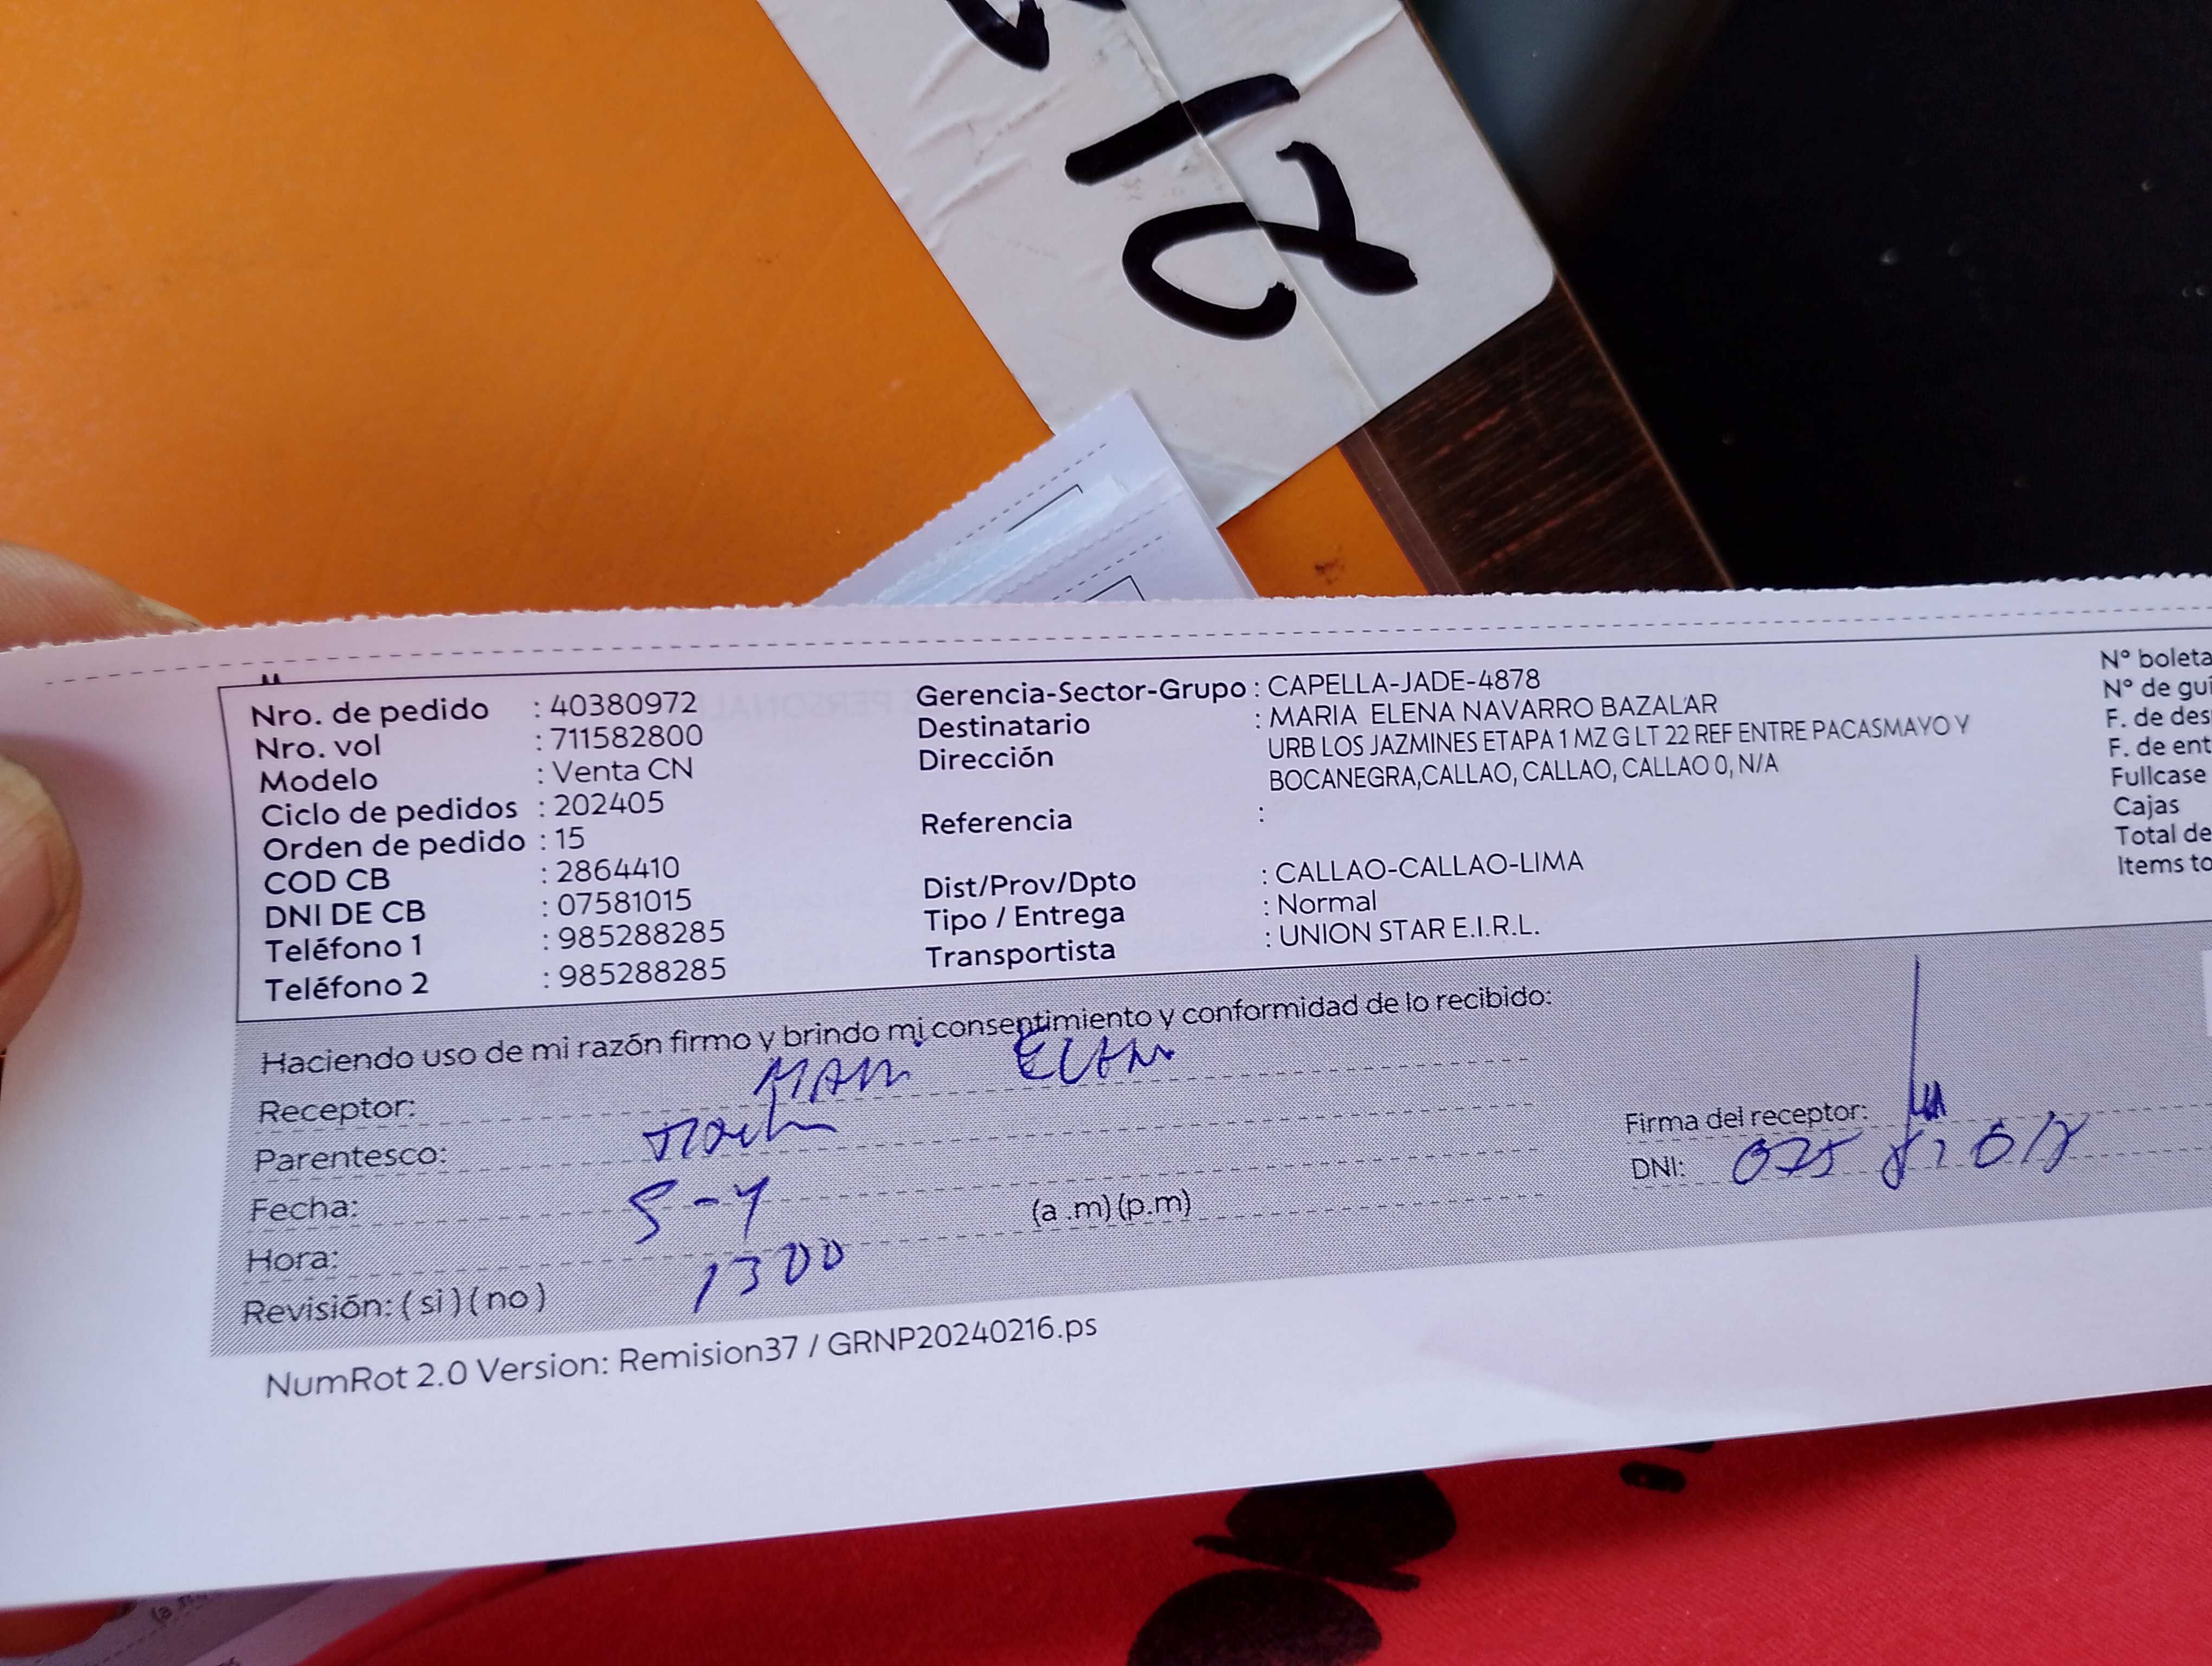 Nro. de pedido : 40380972
Nro. vol : 711582800
Modelo : Venta CN
Ciclo de pedidos : 202405
Orden de pedido : 15
COD CB : 2864410
DNI DE CB : 07581015
Teléfono 1 : 985288285
Teléfono 2 : 985288285
Gerencia-Sector-Grupo : CAPELLA-JADE-4878
Destinatario : MARIA ELENA NAVARRO BAZALAR
Dirección URB LOS JAZMINES ETAPA 1 MZ G LT 22 REF ENTRE PACASMAYO Y
BOCANEGRA,CALLAO, CALLAO, CALLAO 0, N/A
Referencia :
Dist/Prov/Dpto : CALLAO-CALLAO-LIMA
Tipo / Entrega : Normal
Transportista : UNION STAR E.I.R.L.
N° boleta
N° de
F. de
F. de
Fullcase
Cajas
Total de
Items
Haciendo uso de mi razón firmo y brindo mi consentimiento y conformidad de lo recibido:
Receptor:
Parentesco:
Fecha: 5-4
Hora: 1300 (a .m)(p.m)
Revisión: ( si ) ( no )
Firma del receptor:
DNI:
NumRot 2.0 Version: Remision37 / GRNP20240216.ps